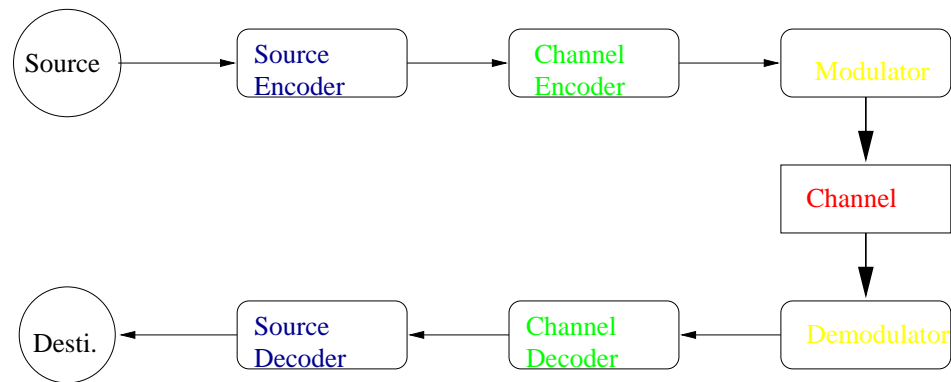 Source
Source
Encoder
Channel
Encoder
Modulator
Channel
Desti.
Source
Decoder
Channel
Decoder
Demodulator